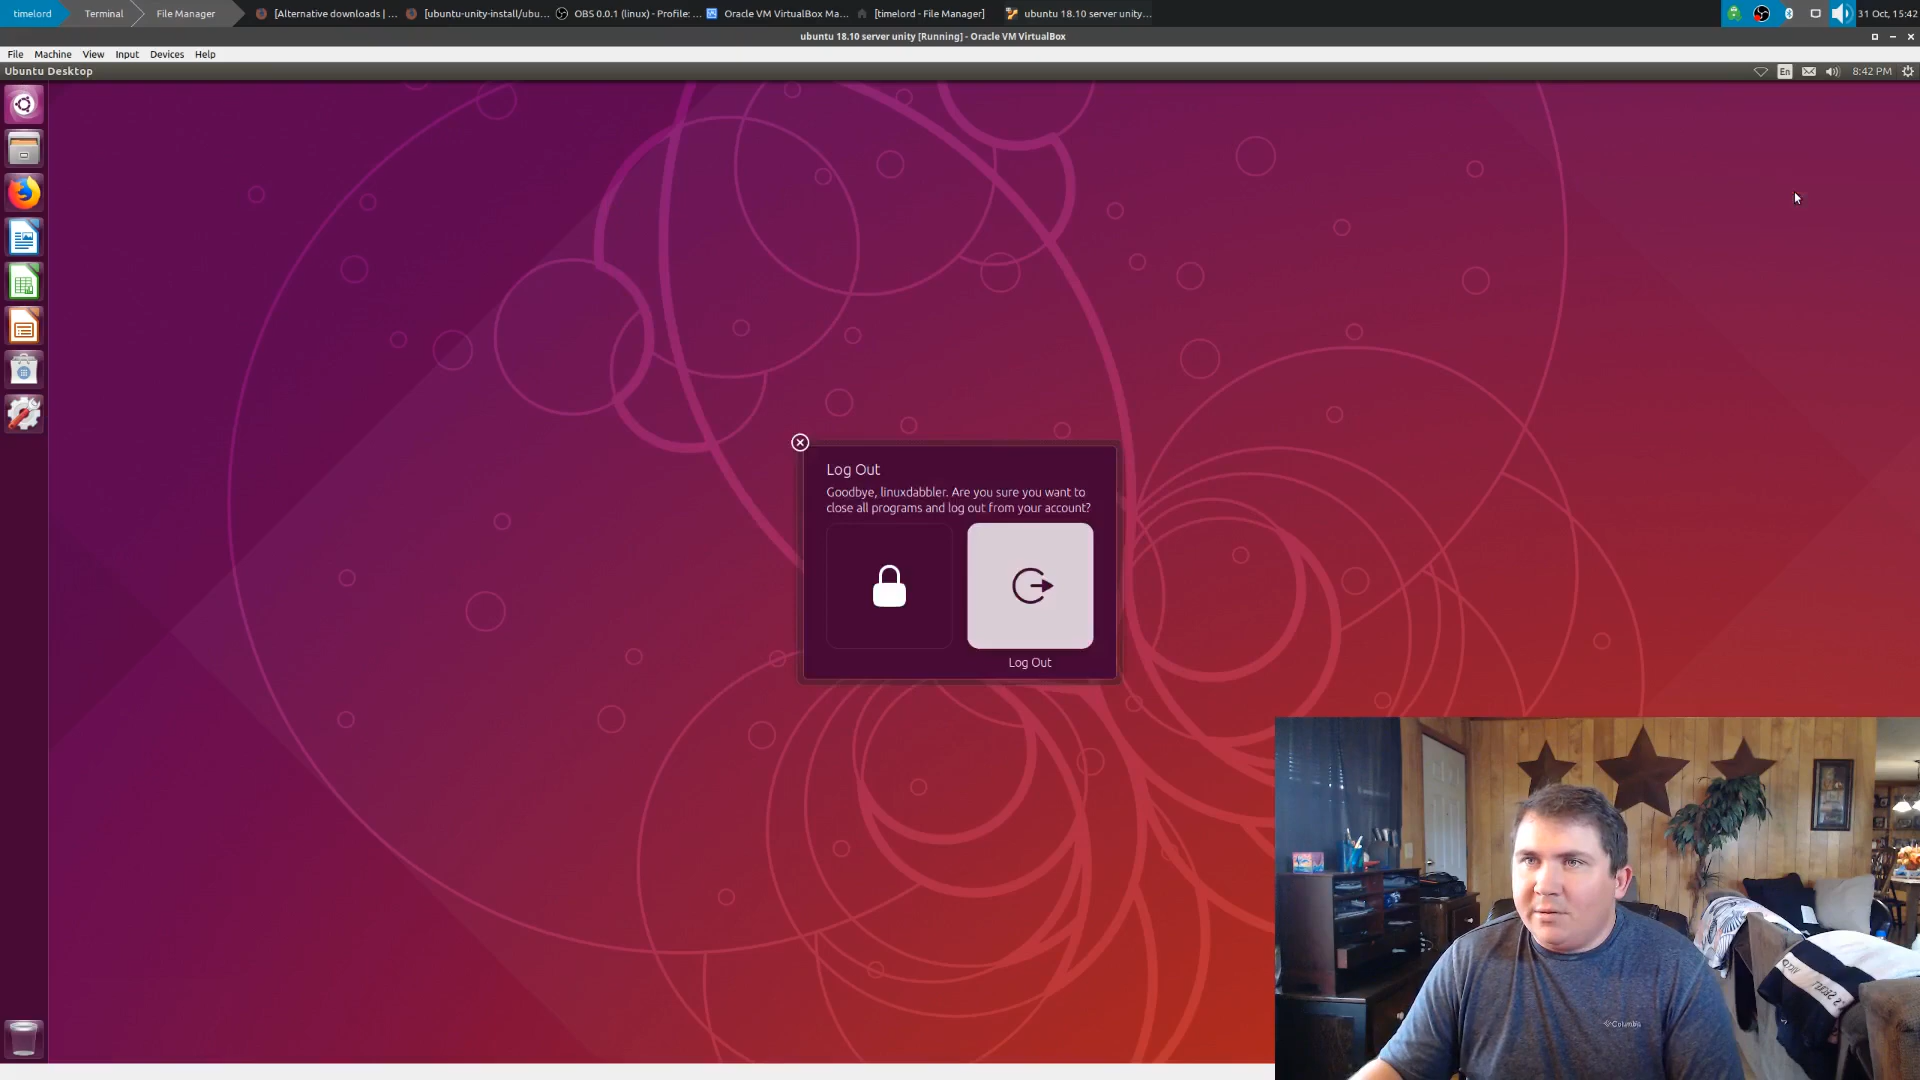 timelord
Terminal
File Manager
[Alternative downloads | ...
[ubuntu-unity-install/ubu...
OBS 0.0.1 (linux) - Profile: ...
Oracle VM VirtualBox Ma...
[timelord - File Manager]
ubuntu 18.10 server unity...
31 Oct, 15:42
ubuntu 18.10 server unity [Running] - Oracle VM VirtualBox
File Machine View Input Devices Help
Ubuntu Desktop
En
8:42 PM
Log Out
Goodbye, linuxdabbler. Are you sure you want to
close all programs and log out from your account?
Log Out
Columbia